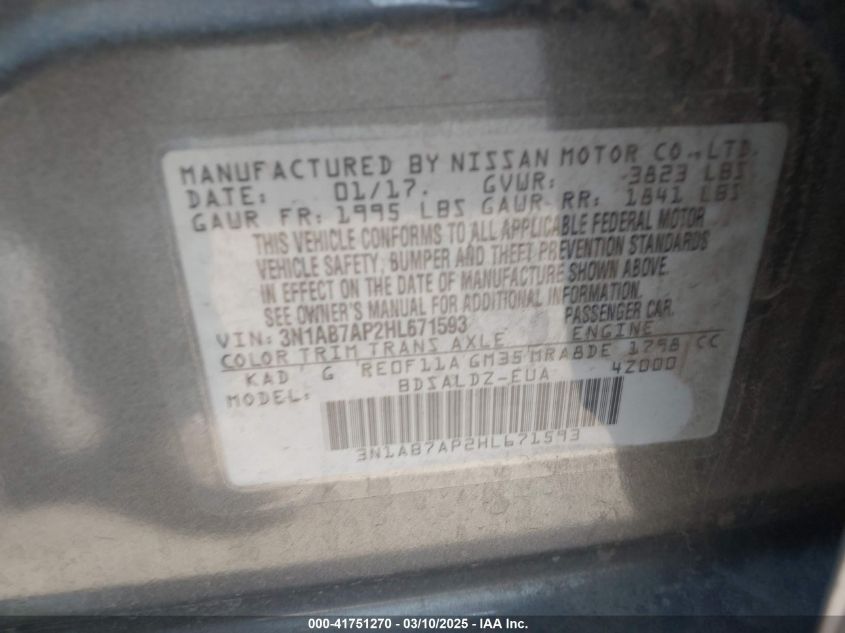 MANUFACTURED BY NISSAN MOTOR CO., LTD.
DATE: 01/17. GVWR: 3823 LBS
GAWR FR: 1995 LBS GAWR RR: 1841 LBS
THIS VEHICLE CONFORMS TO ALL APPLICABLE FEDERAL MOTOR
VEHICLE SAFETY, BUMPER AND THEFT PREVENTION STANDARDS
IN EFFECT ON THE DATE OF MANUFACTURE SHOWN ABOVE.
SEE OWNER'S MANUAL FOR ADDITIONAL INFORMATION.
VIN: 3N1AB7AP2HL671593 PASSENGER CAR.
COLOR TRIM TRANS AXLE ENGINE
KAD G RE0F11A GM35 MRA8DE 1798 CC
MODEL: BDSALDZ-EUA 4Z000
3N1AB7AP2HL671593
000-41751270 — 03/10/2025 — IAA Inc.